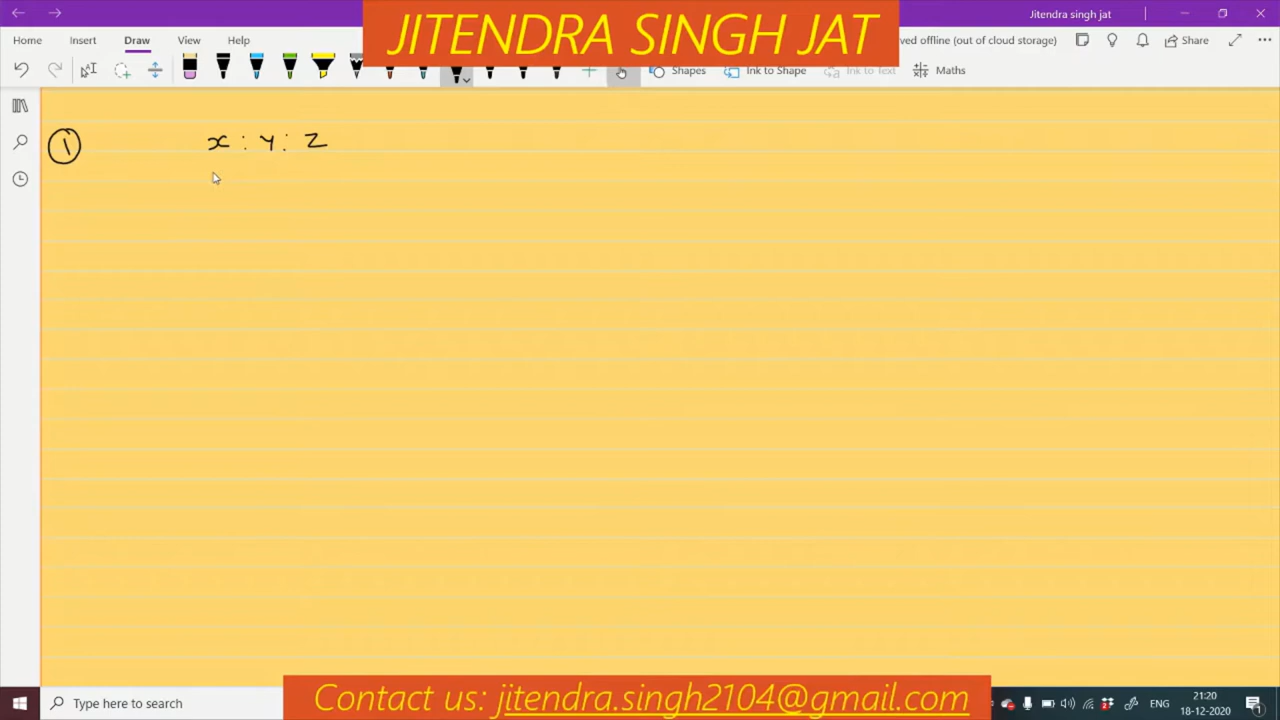 Jitendra singh jat
JITENDRA SINGH JAT
Home Insert Draw View Help
ved offline (out of cloud storage) Share
Shapes Ink to Shape Ink to Text Maths
1 x : y : z
Contact us: jitendra.singh2104@gmail.com
Type here to search
ENG
21:20
18-12-2020
1